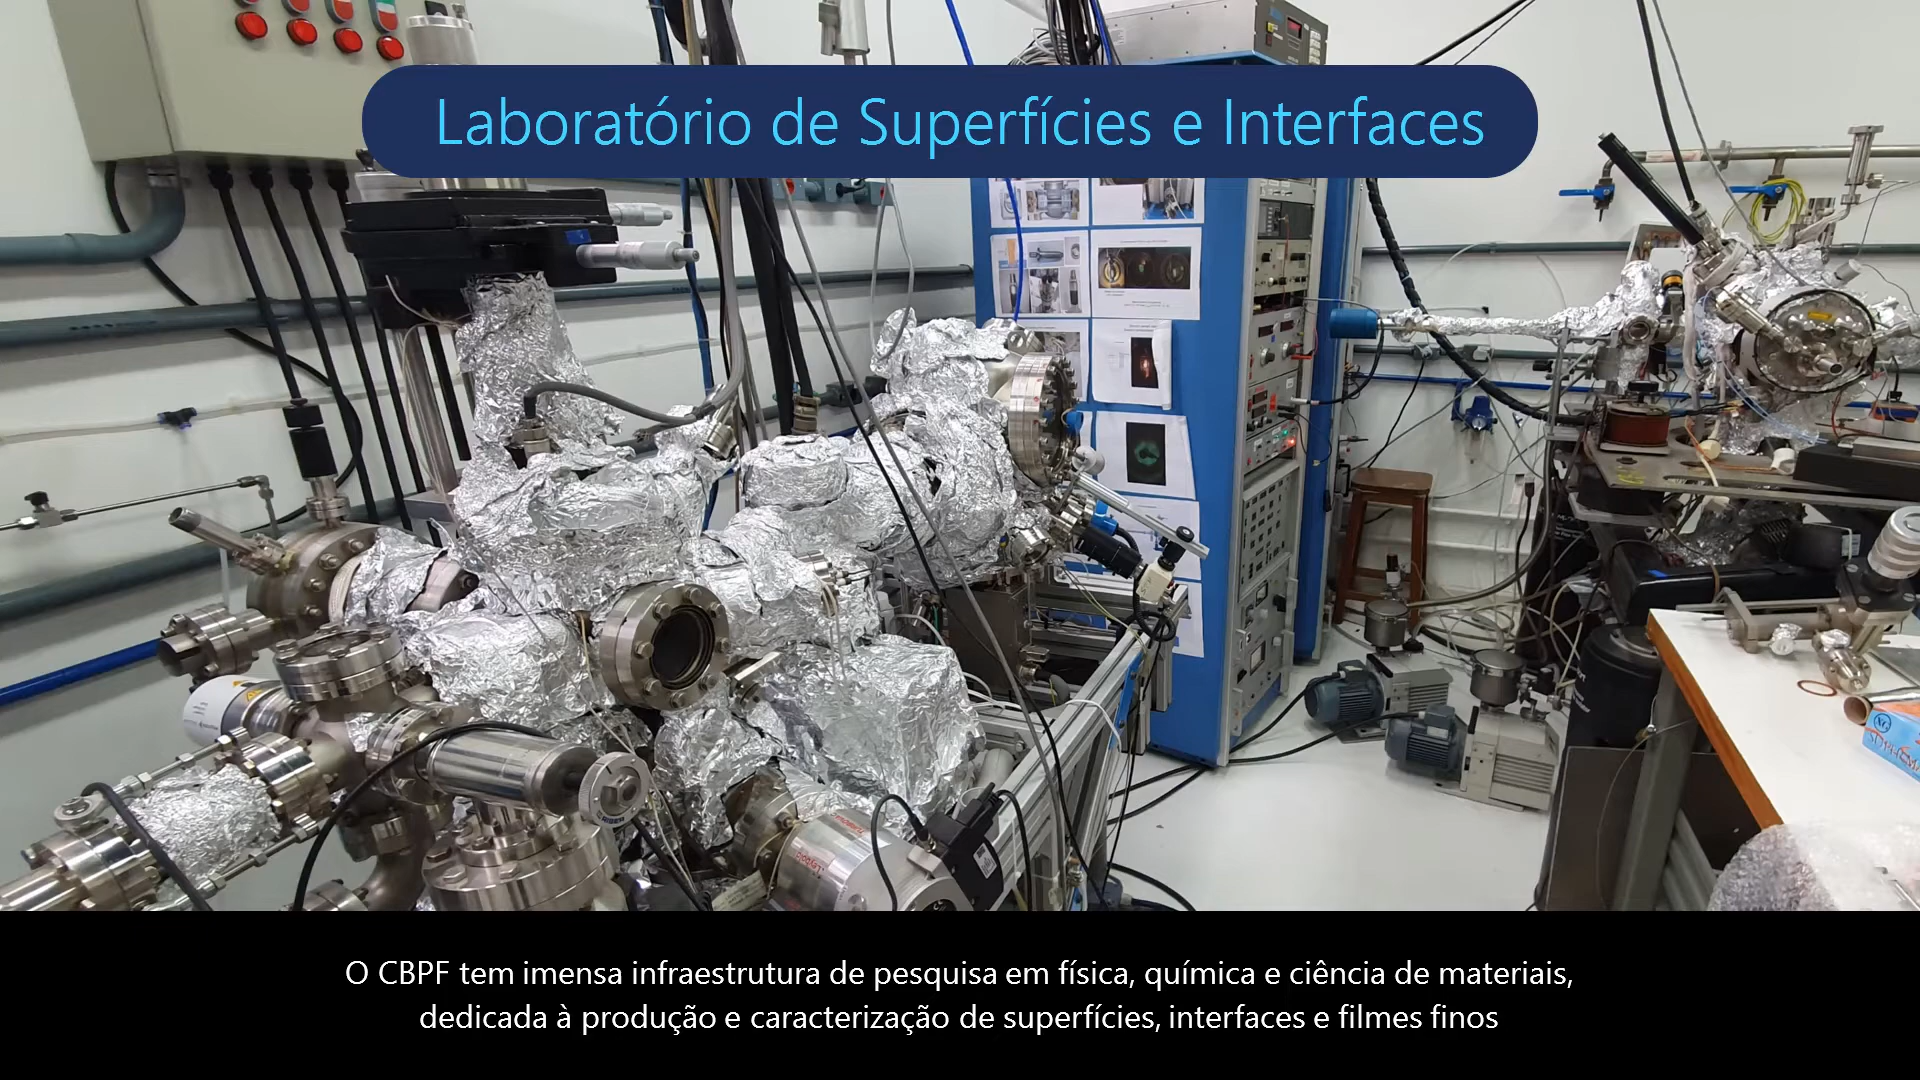 Laboratório de Superfícies e Interfaces
O CBPF tem imensa infraestrutura de pesquisa em física, química e ciência de materiais,
dedicada à produção e caracterização de superfícies, interfaces e filmes finos